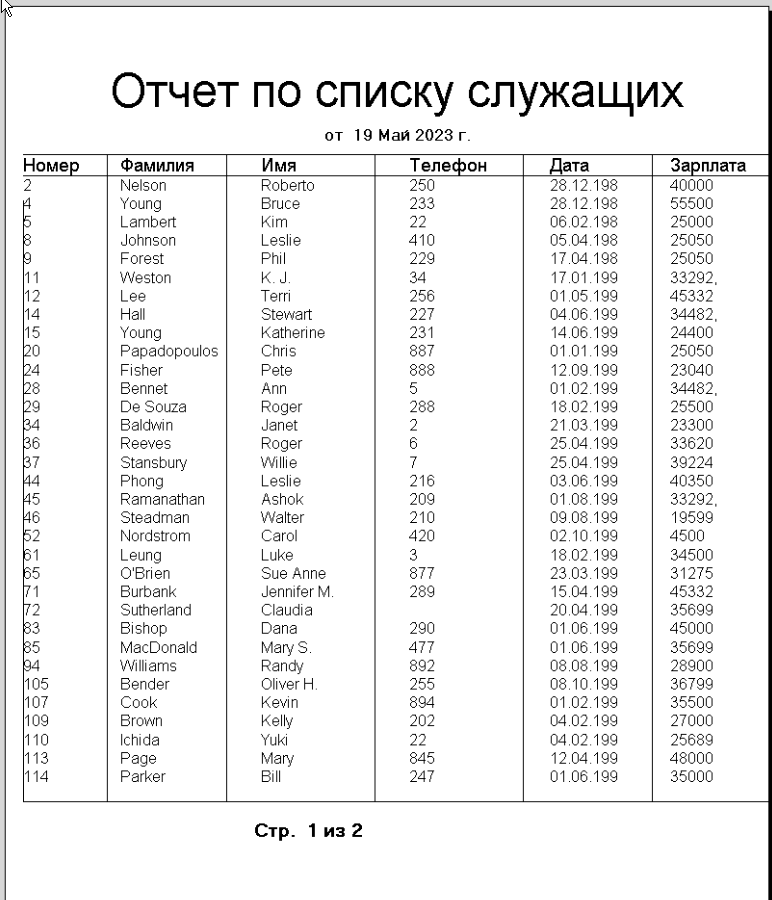 Отчет по списку служащих
от 19 Май 2023 г.
Номер Фамилия Имя Телефон Дата Зарплата
2 Nelson Roberto 250 28.12.198 40000
4 Young Bruce 233 28.12.198 55500
5 Lambert Kim 22 06.02.198 25000
8 Johnson Leslie 410 05.04.198 25050
9 Forest Phil 229 17.04.198 25050
11 Weston K. J. 34 17.01.199 33292,
12 Lee Terri 256 01.05.199 45332
14 Hall Stewart 227 04.06.199 34482,
15 Young Katherine 231 14.06.199 24400
20 Papadopoulos Chris 887 01.01.199 25050
24 Fisher Pete 888 12.09.199 23040
28 Bennet Ann 5 01.02.199 34482,
29 De Souza Roger 288 18.02.199 25500
34 Baldwin Janet 2 21.03.199 23300
36 Reeves Roger 6 25.04.199 33620
37 Stansbury Willie 7 25.04.199 39224
44 Phong Leslie 216 03.06.199 40350
45 Ramanathan Ashok 209 01.08.199 33292,
46 Steadman Walter 210 09.08.199 19599
52 Nordstrom Carol 420 02.10.199 4500
61 Leung Luke 3 18.02.199 34500
65 O'Brien Sue Anne 877 23.03.199 31275
71 Burbank Jennifer M. 289 15.04.199 45332
72 Sutherland Claudia 20.04.199 35699
83 Bishop Dana 290 01.06.199 45000
85 MacDonald Mary S. 477 01.06.199 35699
94 Williams Randy 892 08.08.199 28900
105 Bender Oliver H. 255 08.10.199 36799
107 Cook Kevin 894 01.02.199 35500
109 Brown Kelly 202 04.02.199 27000
110 Ichida Yuki 22 04.02.199 25689
113 Page Mary 845 12.04.199 48000
114 Parker Bill 247 01.06.199 35000
Стр. 1 из 2